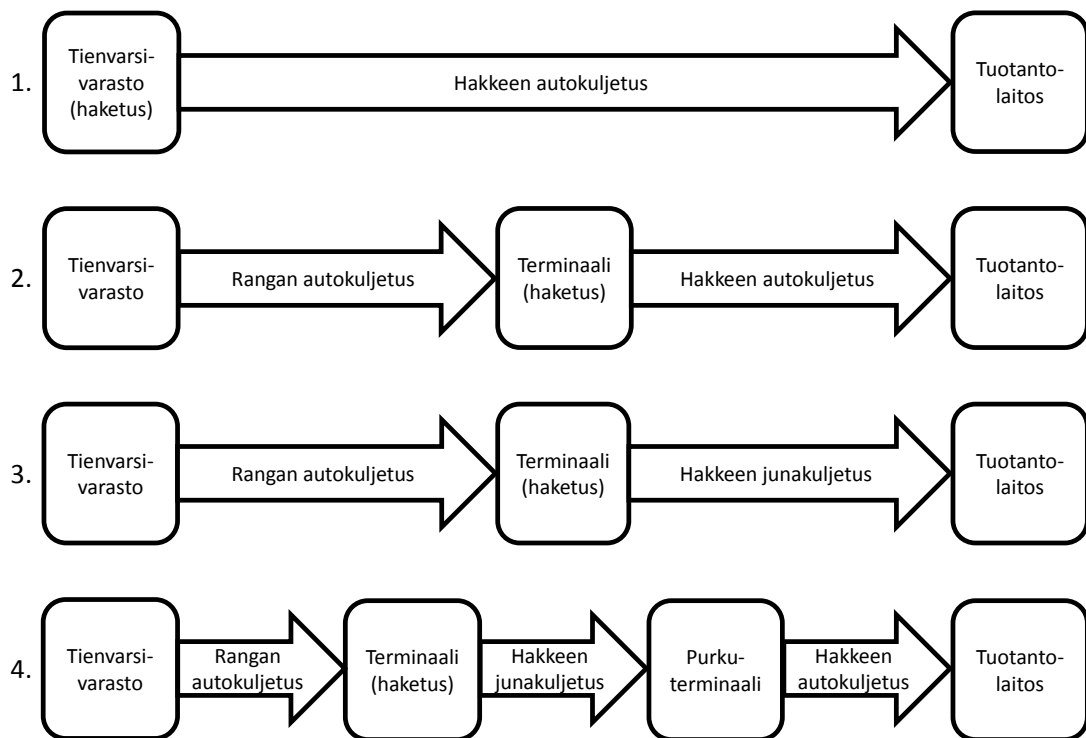 1.
Tienvarsi-
varasto
(haketus)
Hakkeen autokuljetus
Tuotanto-
laitos
2.
Tienvarsi-
varasto
Rangan autokuljetus
Terminaali
(haketus)
Hakkeen autokuljetus
Tuotanto-
laitos
3.
Tienvarsi-
varasto
Rangan autokuljetus
Terminaali
(haketus)
Hakkeen junakuljetus
Tuotanto-
laitos
4.
Tienvarsi-
varasto
Rangan
autokuljetus
Terminaali
(haketus)
Hakkeen
junakuljetus
Purku-
terminaali
Hakkeen
autokuljetus
Tuotanto-
laitos